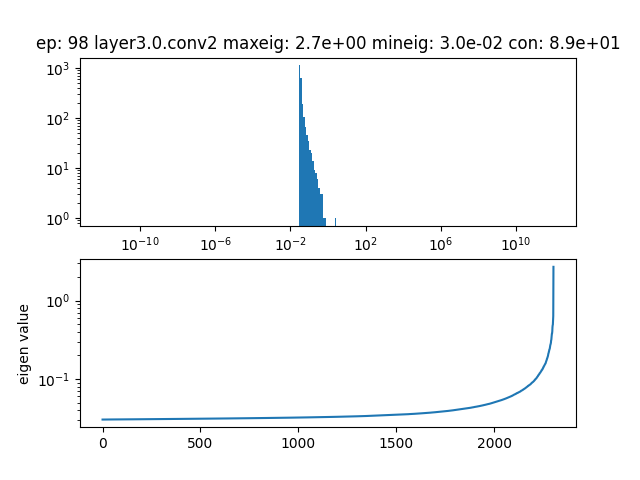 ep: 98 layer3.0.conv2 maxeig: 2.7e+00 mineig: 3.0e-02 con: 8.9e+01
10³
10²
10¹
10⁰
10⁻¹⁰ 10⁻⁶ 10⁻² 10² 10⁶ 10¹⁰
eigen value
10⁰
10⁻¹
0 500 1000 1500 2000